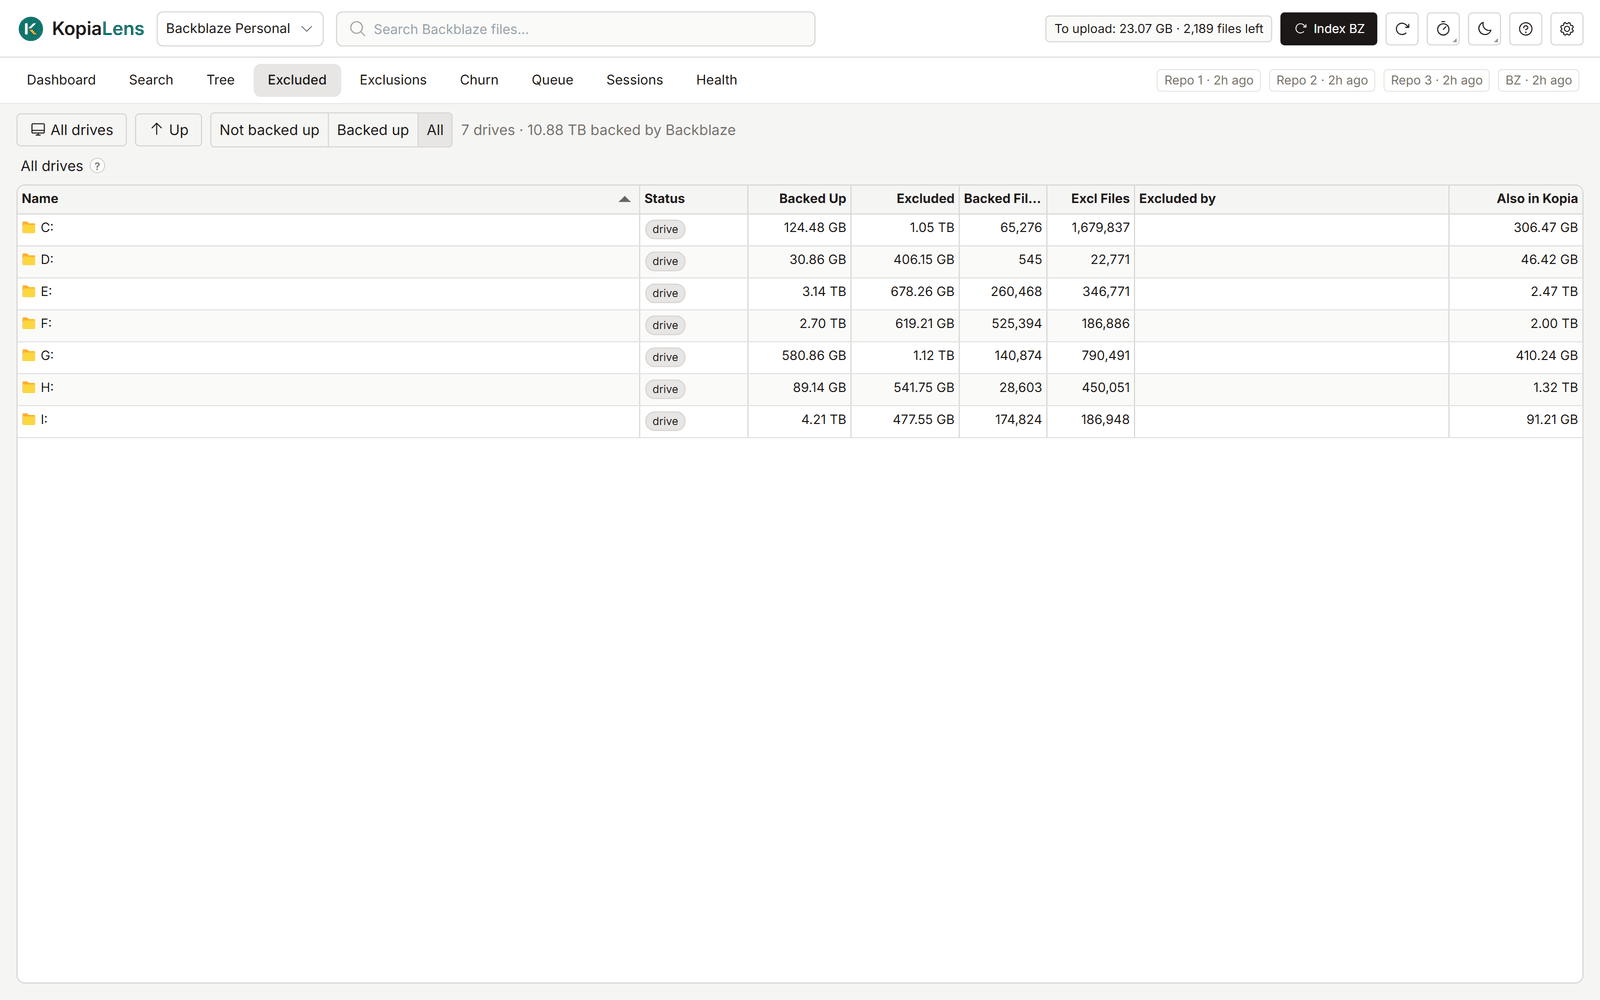 KopiaLens
Backblaze Personal
Search Backblaze files...
To upload: 23.07 GB · 2,189 files left
Index BZ
Dashboard Search Tree Excluded Exclusions Churn Queue Sessions Health
Repo 1 · 2h ago Repo 2 · 2h ago Repo 3 · 2h ago BZ · 2h ago
All drives Up Not backed up Backed up All 7 drives · 10.88 TB backed by Backblaze
All drives ?
Name Status Backed Up Excluded Backed Fil... Excl Files Excluded by Also in Kopia
C: drive 124.48 GB 1.05 TB 65,276 1,679,837 306.47 GB
D: drive 30.86 GB 406.15 GB 545 22,771 46.42 GB
E: drive 3.14 TB 678.26 GB 260,468 346,771 2.47 TB
F: drive 2.70 TB 619.21 GB 525,394 186,886 2.00 TB
G: drive 580.86 GB 1.12 TB 140,874 790,491 410.24 GB
H: drive 89.14 GB 541.75 GB 28,603 450,051 1.32 TB
I: drive 4.21 TB 477.55 GB 174,824 186,948 91.21 GB